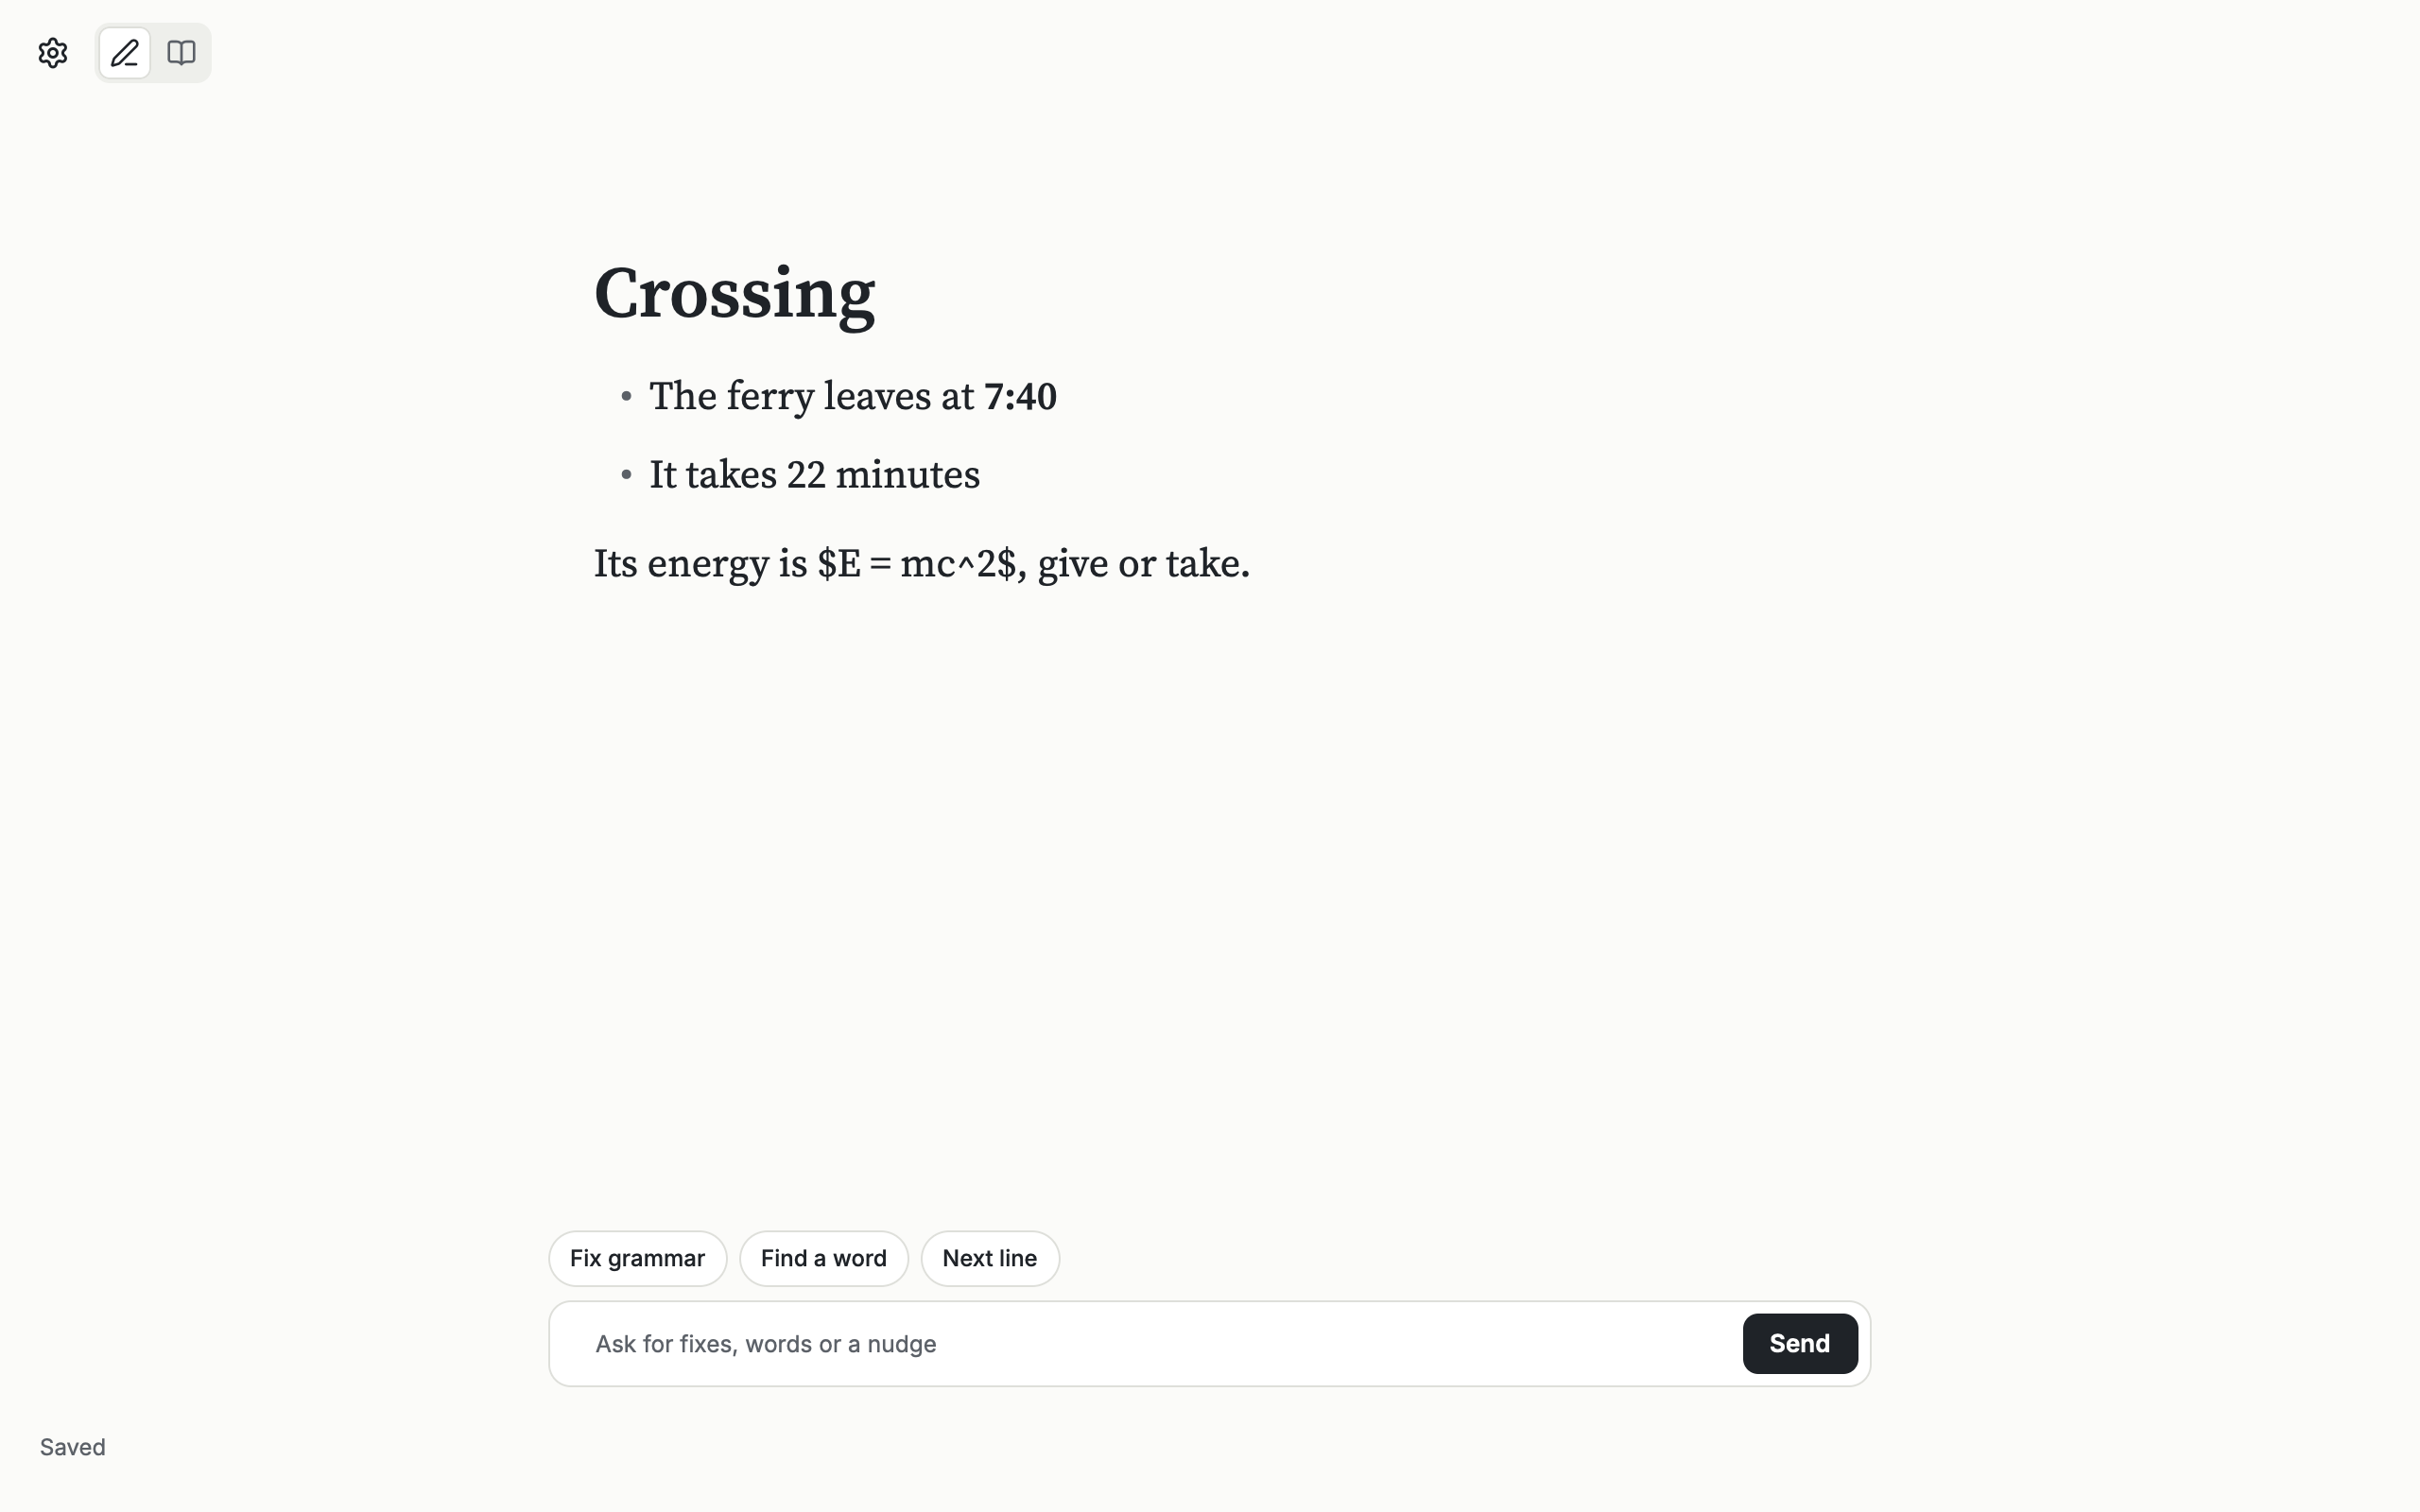 Crossing
• The ferry leaves at 7:40
• It takes 22 minutes
Its energy is $E = mc^2$, give or take.
Fix grammar Find a word Next line
Ask for fixes, words or a nudge Send
Saved